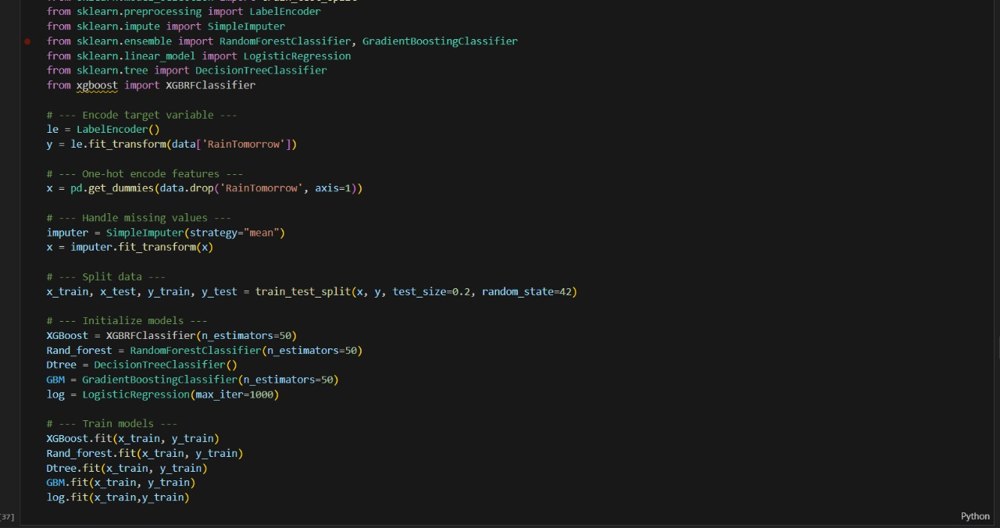 from sklearn.preprocessing import LabelEncoder
from sklearn.impute import SimpleImputer
from sklearn.ensemble import RandomForestClassifier, GradientBoostingClassifier
from sklearn.linear_model import LogisticRegression
from sklearn.tree import DecisionTreeClassifier
from xgboost import XGBRFClassifier

# --- Encode target variable ---
le = LabelEncoder()
y = le.fit_transform(data['RainTomorrow'])

# --- One-hot encode features ---
x = pd.get_dummies(data.drop('RainTomorrow', axis=1))

# --- Handle missing values ---
imputer = SimpleImputer(strategy="mean")
x = imputer.fit_transform(x)

# --- Split data ---
x_train, x_test, y_train, y_test = train_test_split(x, y, test_size=0.2, random_state=42)

# --- Initialize models ---
XGBoost = XGBRFClassifier(n_estimators=50)
Rand_forest = RandomForestClassifier(n_estimators=50)
Dtree = DecisionTreeClassifier()
GBM = GradientBoostingClassifier(n_estimators=50)
log = LogisticRegression(max_iter=1000)

# --- Train models ---
XGBoost.fit(x_train, y_train)
Rand_forest.fit(x_train, y_train)
Dtree.fit(x_train, y_train)
GBM.fit(x_train, y_train)
log.fit(x_train,y_train)
37]
Python